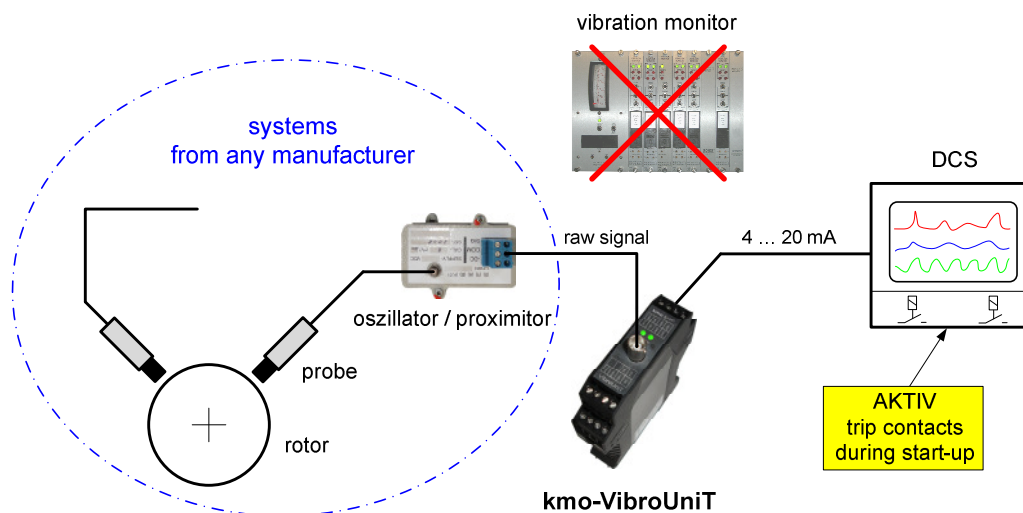 vibration monitor
systems
from any manufacturer
DCS
raw signal
4 ... 20 mA
oszillator / proximitor
probe
rotor
AKTIV
trip contacts
during start-up
kmo-VibroUniT